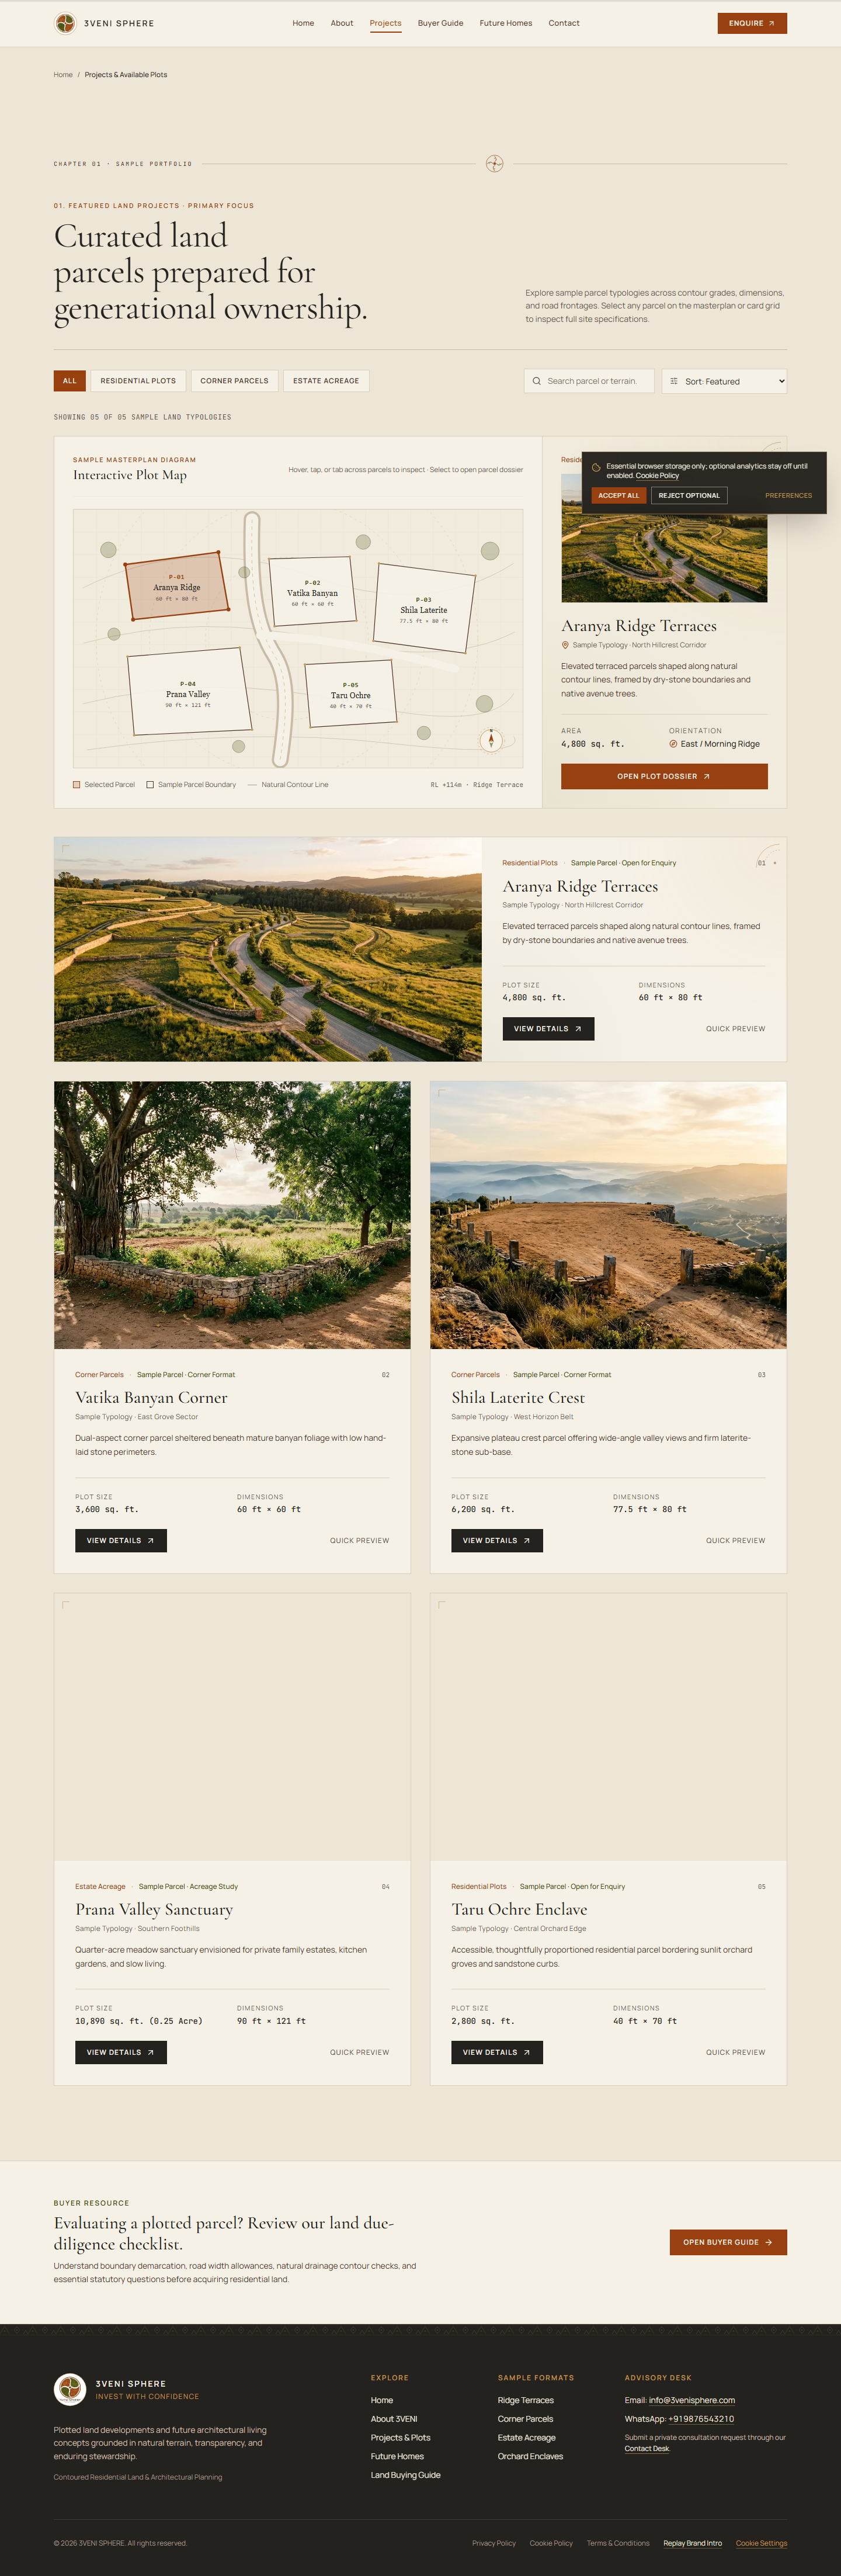 3VENI SPHERE
Home About Projects Buyer Guide Future Homes Contact
ENQUIRE
Home / Projects & Available Plots
CHAPTER 01 · SAMPLE PORTFOLIO
01. FEATURED LAND PROJECTS · PRIMARY FOCUS
Curated land
parcels prepared for
generational ownership.
Explore sample parcel typologies across contour grades, dimensions,
and road frontages. Select any parcel on the masterplan or card grid
to inspect full site specifications.
ALL RESIDENTIAL PLOTS CORNER PARCELS ESTATE ACREAGE
Search parcel or terrain.
Sort: Featured
SHOWING 05 OF 05 SAMPLE LAND TYPOLOGIES
SAMPLE MASTERPLAN DIAGRAM
Interactive Plot Map
Hover, tap, or tab across parcels to inspect · Select to open parcel dossier
P-01
Aranya Ridge
60 ft × 80 ft
P-02
Vatika Banyan
60 ft × 60 ft
P-03
Shila Laterite
77.5 ft × 80 ft
P-04
Prana Valley
90 ft × 121 ft
P-05
Taru Ochre
40 ft × 70 ft
Selected Parcel Sample Parcel Boundary Natural Contour Line
RL +114m · Ridge Terrace
Essential browser storage only; optional analytics stay off until
enabled. Cookie Policy
ACCEPT ALL REJECT OPTIONAL PREFERENCES
Aranya Ridge Terraces
Sample Typology · North Hillcrest Corridor
Elevated terraced parcels shaped along natural
contour lines, framed by dry-stone boundaries and
native avenue trees.
AREA ORIENTATION
4,800 sq. ft. East / Morning Ridge
OPEN PLOT DOSSIER
Residential Plots · Sample Parcel · Open for Enquiry 01
Aranya Ridge Terraces
Sample Typology · North Hillcrest Corridor
Elevated terraced parcels shaped along natural contour lines, framed
by dry-stone boundaries and native avenue trees.
PLOT SIZE DIMENSIONS
4,800 sq. ft. 60 ft × 80 ft
VIEW DETAILS QUICK PREVIEW
Corner Parcels · Sample Parcel · Corner Format 02
Vatika Banyan Corner
Sample Typology · East Grove Sector
Dual-aspect corner parcel sheltered beneath mature banyan foliage with low hand-
laid stone perimeters.
PLOT SIZE DIMENSIONS
3,600 sq. ft. 60 ft × 60 ft
VIEW DETAILS QUICK PREVIEW
Corner Parcels · Sample Parcel · Corner Format 03
Shila Laterite Crest
Sample Typology · West Horizon Belt
Expansive plateau crest parcel offering wide-angle valley views and firm laterite-
stone sub-base.
PLOT SIZE DIMENSIONS
6,200 sq. ft. 77.5 ft × 80 ft
VIEW DETAILS QUICK PREVIEW
Estate Acreage · Sample Parcel · Acreage Study 04
Prana Valley Sanctuary
Sample Typology · Southern Foothills
Quarter-acre meadow sanctuary envisioned for private family estates, kitchen
gardens, and slow living.
PLOT SIZE DIMENSIONS
10,890 sq. ft. (0.25 Acre) 90 ft × 121 ft
VIEW DETAILS QUICK PREVIEW
Residential Plots · Sample Parcel · Open for Enquiry 05
Taru Ochre Enclave
Sample Typology · Central Orchard Edge
Accessible, thoughtfully proportioned residential parcel bordering sunlit orchard
groves and sandstone curbs.
PLOT SIZE DIMENSIONS
2,800 sq. ft. 40 ft × 70 ft
VIEW DETAILS QUICK PREVIEW
BUYER RESOURCE
Evaluating a plotted parcel? Review our land due-
diligence checklist.
Understand boundary demarcation, road width allowances, natural drainage contour checks, and
essential statutory questions before acquiring residential land.
OPEN BUYER GUIDE
3VENI SPHERE
INVEST WITH CONFIDENCE
Plotted land developments and future architectural living
concepts grounded in natural terrain, transparency, and
enduring stewardship.
Contoured Residential Land & Architectural Planning
EXPLORE
Home
About 3VENI
Projects & Plots
Future Homes
Land Buying Guide
SAMPLE FORMATS
Ridge Terraces
Corner Parcels
Estate Acreage
Orchard Enclaves
ADVISORY DESK
Email: info@3venisphere.com
WhatsApp: +919876543210
Submit a private consultation request through our
Contact Desk.
© 2026 3VENI SPHERE. All rights reserved.
Privacy Policy Cookie Policy Terms & Conditions Replay Brand Intro Cookie Settings